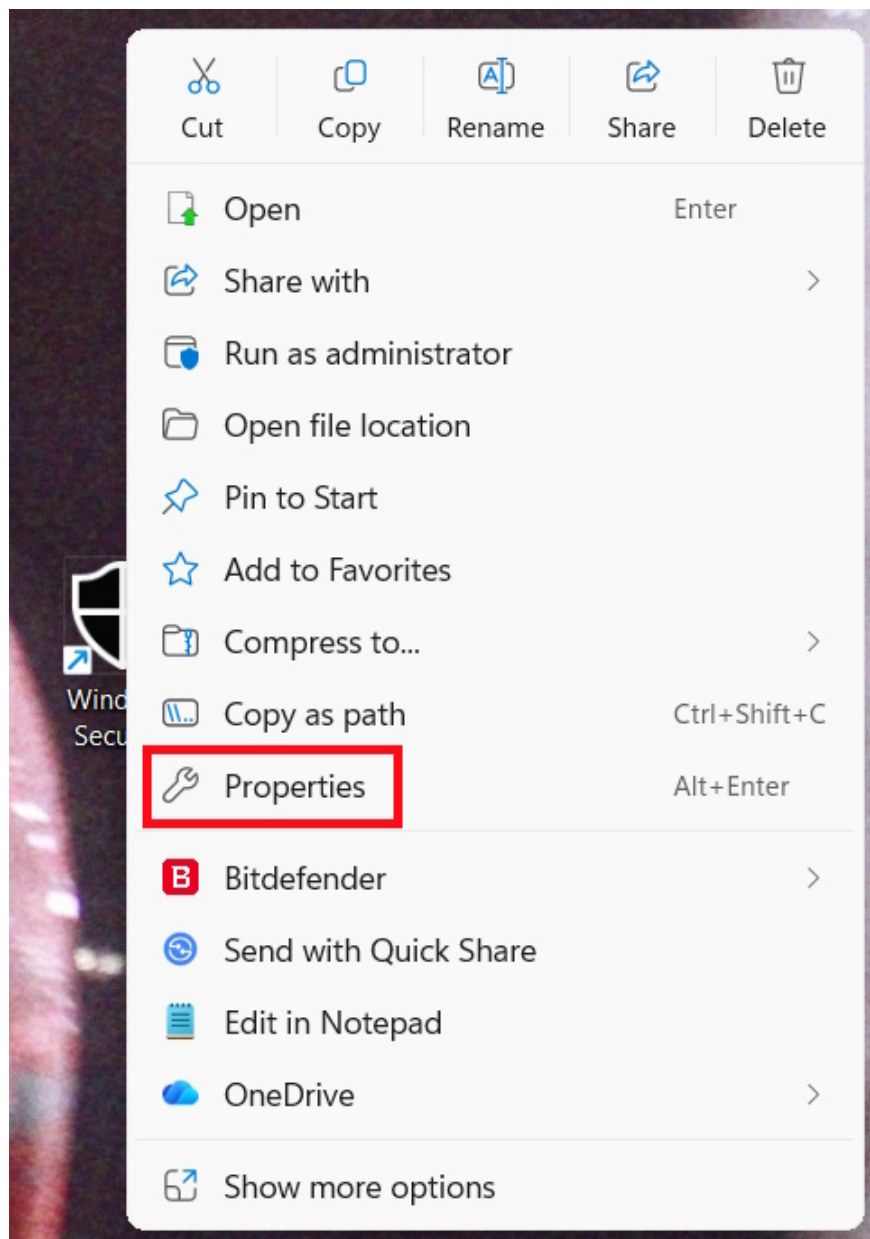 Cut Copy Rename Share Delete
Open Enter
Share with
Run as administrator
Open file location
Pin to Start
Add to Favorites
Compress to...
Copy as path Ctrl+Shift+C
Properties Alt+Enter
Wind
Secu
B Bitdefender
Send with Quick Share
Edit in Notepad
OneDrive
Show more options